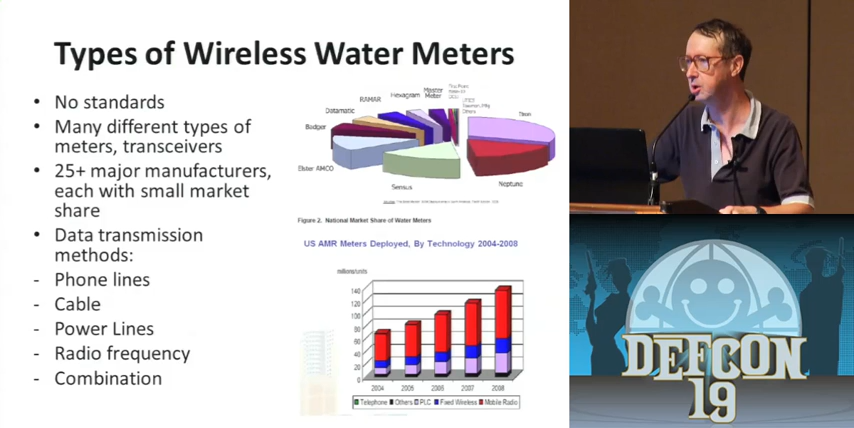 Types of Wireless Water Meters
• No standards
• Many different types of
meters, transceivers
• 25+ major manufacturers,
each with small market
share
• Data transmission
methods:
- Phone lines
- Cable
- Power Lines
- Radio frequency
- Combination
Master
Meter
Hexagram
RAMAR
Datamatic
Badger
Elster AMCO
Sensus
Neptune
Itron
Others
Figure 2. National Market Share of Water Meters
US AMR Meters Deployed, By Technology 2004-2008
millions/units
140
120
100
80
60
40
20
0
2004 2005 2006 2007 2008
Telephone Others PLC Fixed Wireless Mobile Radio
DEFCON
19